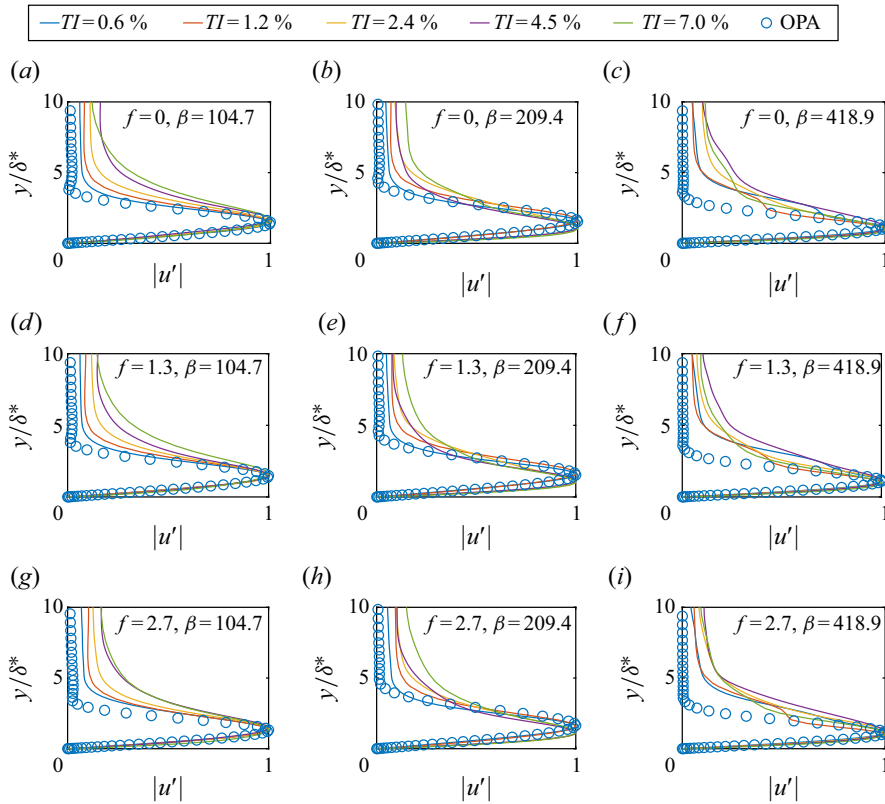 TI = 0.6 % TI = 1.2 % TI = 2.4 % TI = 4.5 % TI = 7.0 % OPA
(a) (b) (c)
10 10 10
f = 0, β = 104.7 f = 0, β = 209.4 f = 0, β = 418.9
y/δ* 5 y/δ* 5 y/δ* 5
0 1 0 1 0 1
|u′| |u′| |u′|
(d) (e) (f)
10 10 10
f = 1.3, β = 104.7 f = 1.3, β = 209.4 f = 1.3, β = 418.9
y/δ* 5 y/δ* 5 y/δ* 5
0 1 0 1 0 1
|u′| |u′| |u′|
(g) (h) (i)
10 10 10
f = 2.7, β = 104.7 f = 2.7, β = 209.4 f = 2.7, β = 418.9
y/δ* 5 y/δ* 5 y/δ* 5
0 1 0 1 0 1
|u′| |u′| |u′|